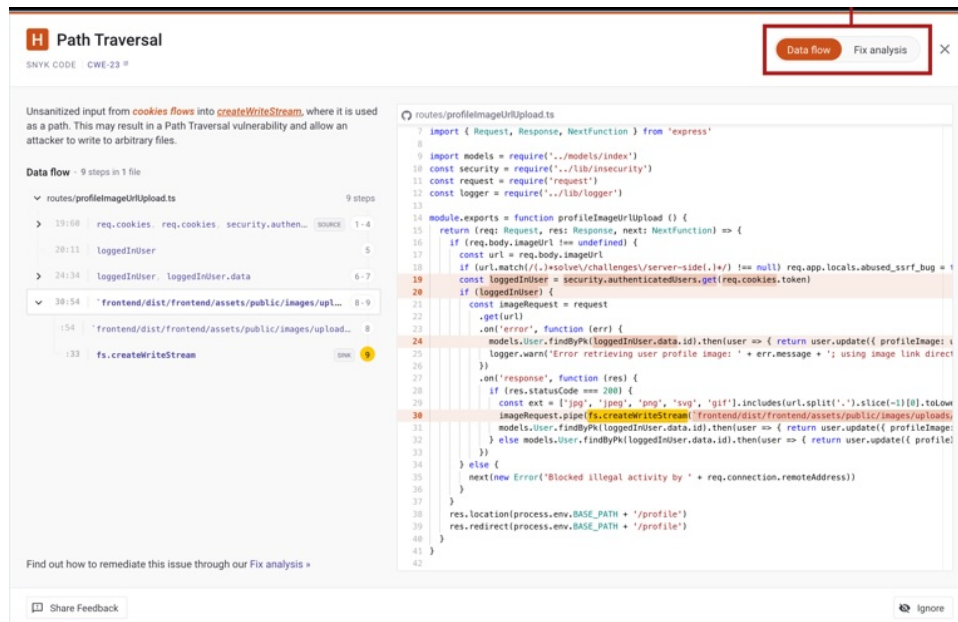 H Path Traversal
Data flow Fix analysis
SNYK CODE CWE-23
Unsanitized input from cookies flows into createWriteStream, where it is used
as a path. This may result in a Path Traversal vulnerability and allow an
attacker to write to arbitrary files.
Data flow - 9 steps in 1 file
routes/profileImageUrlUpload.ts 9 steps
19:60 req.cookies, req.cookies, security.authen... SOURCE 1-4
20:11 loggedInUser 5
24:34 loggedInUser, loggedInUser.data 6-7
30:54 `frontend/dist/frontend/assets/public/images/upl... 8-9
:54 `frontend/dist/frontend/assets/public/images/upload... 8
:33 fs.createWriteStream SINK 9
Find out how to remediate this issue through our Fix analysis »
routes/profileImageUrlUpload.ts
7 import { Request, Response, NextFunction } from 'express'
8
9 import models = require('../models/index')
10 const security = require('../lib/insecurity')
11 const request = require('request')
12 const logger = require('../lib/logger')
13
14 module.exports = function profileImageUrlUpload () {
15 return (req: Request, res: Response, next: NextFunction) => {
16 if (req.body.imageUrl !== undefined) {
17 const url = req.body.imageUrl
18 if (url.match(/(.)*solve\/challenges\/server-side(.)*/) !== null) req.app.locals.abused_ssrf_bug =
19 const loggedInUser = security.authenticatedUsers.get(req.cookies.token)
20 if (loggedInUser) {
21 const imageRequest = request
22 .get(url)
23 .on('error', function (err) {
24 models.User.findByPk(loggedInUser.data.id).then(user => { return user.update({ profileImage:
25 logger.warn('Error retrieving user profile image: ' + err.message + '; using image link direct
26 })
27 .on('response', function (res) {
28 if (res.statusCode === 200) {
29 const ext = ['jpg', 'jpeg', 'png', 'svg', 'gif'].includes(url.split('.').slice(-1)[0].toLowe
30 imageRequest.pipe(fs.createWriteStream(`frontend/dist/frontend/assets/public/images/uploads/
31 models.User.findByPk(loggedInUser.data.id).then(user => { return user.update({ profileImage:
32 } else models.User.findByPk(loggedInUser.data.id).then(user => { return user.update({ profile
33 })
34 } else {
35 next(new Error('Blocked illegal activity by ' + req.connection.remoteAddress))
36 }
37 }
38 res.location(process.env.BASE_PATH + '/profile')
39 res.redirect(process.env.BASE_PATH + '/profile')
40 }
41 }
42
Share Feedback
Ignore